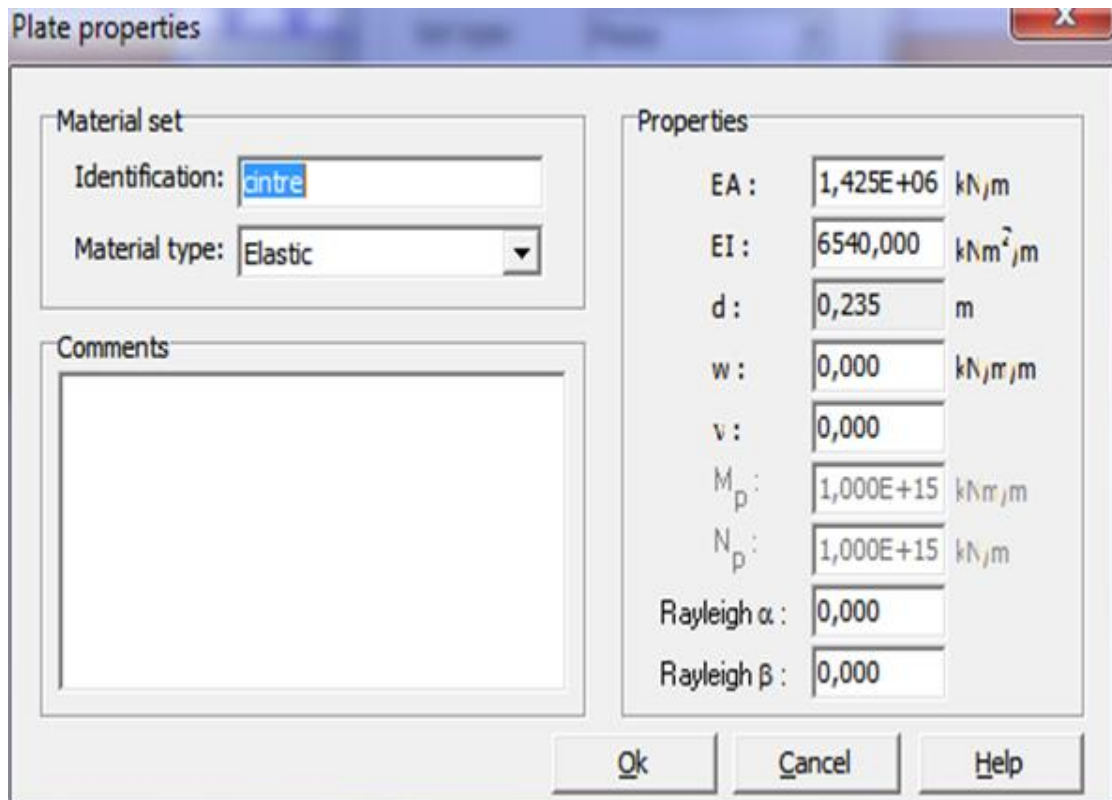 Plate properties
X
Material set
Identification: cintre
Material type: Elastic
Comments
Properties
EA : 1,425E+06 kN/m
EI : 6540,000 kNm²/m
d : 0,235 m
w : 0,000 kN/m/m
ν : 0,000
Mp : 1,000E+15 kNm/m
Np : 1,000E+15 kN/m
Rayleigh α : 0,000
Rayleigh β : 0,000
Ok Cancel Help